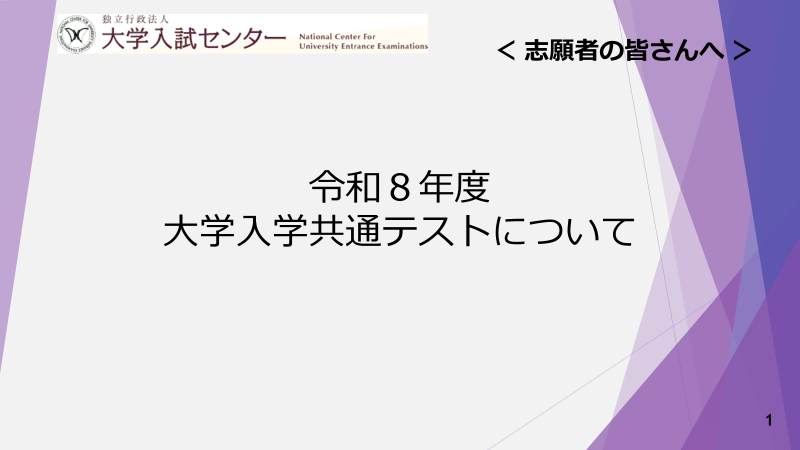 独立行政法人
大学入試センター
National Center For
University Entrance Examinations
＜ 志願者の皆さんへ ＞
令和８年度
大学入学共通テストについて
1